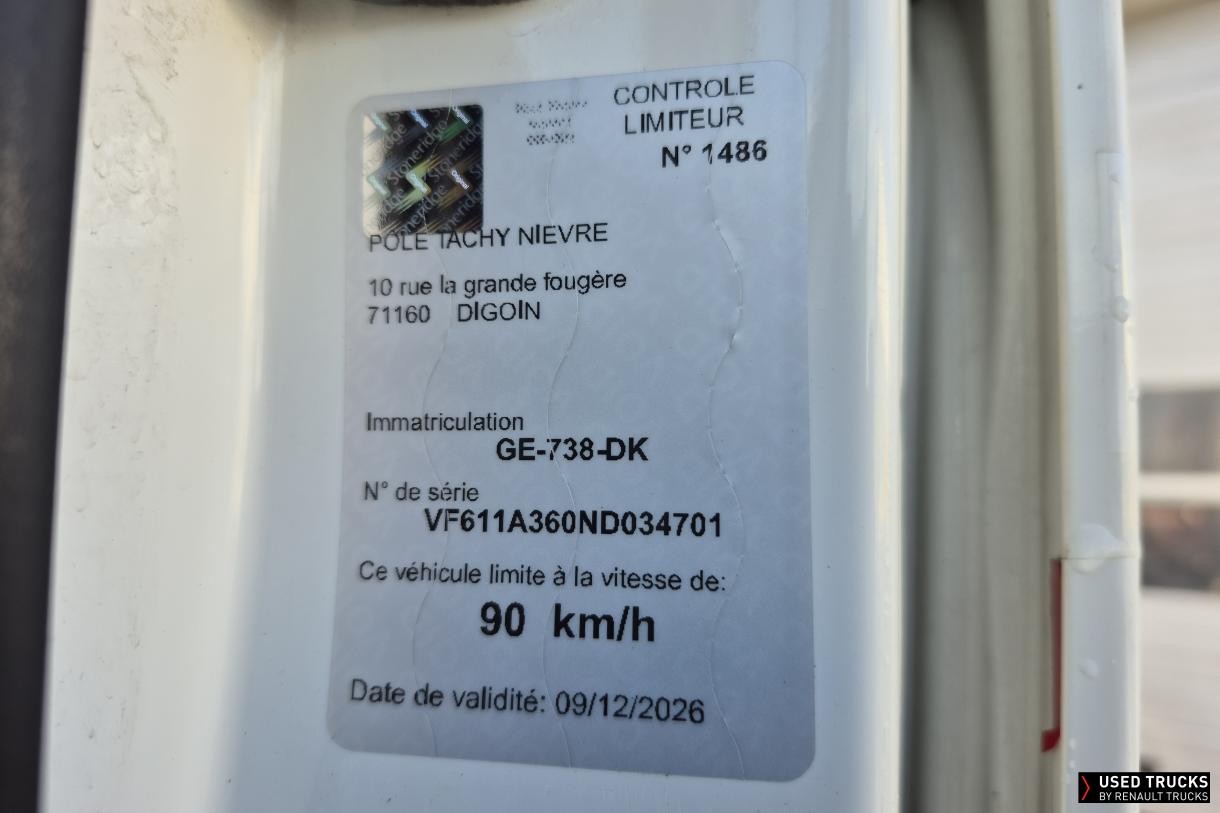 CONTROLE
LIMITEUR
N° 1486
Stoneridge
POLE TACHY NIEVRE
10 rue la grande fougère
71160 DIGOIN
Immatriculation
GE-738-DK
N° de série
VF611A360ND034701
Ce véhicule limite à la vitesse de:
90 km/h
Date de validité: 09/12/2026
USED TRUCKS
BY RENAULT TRUCKS